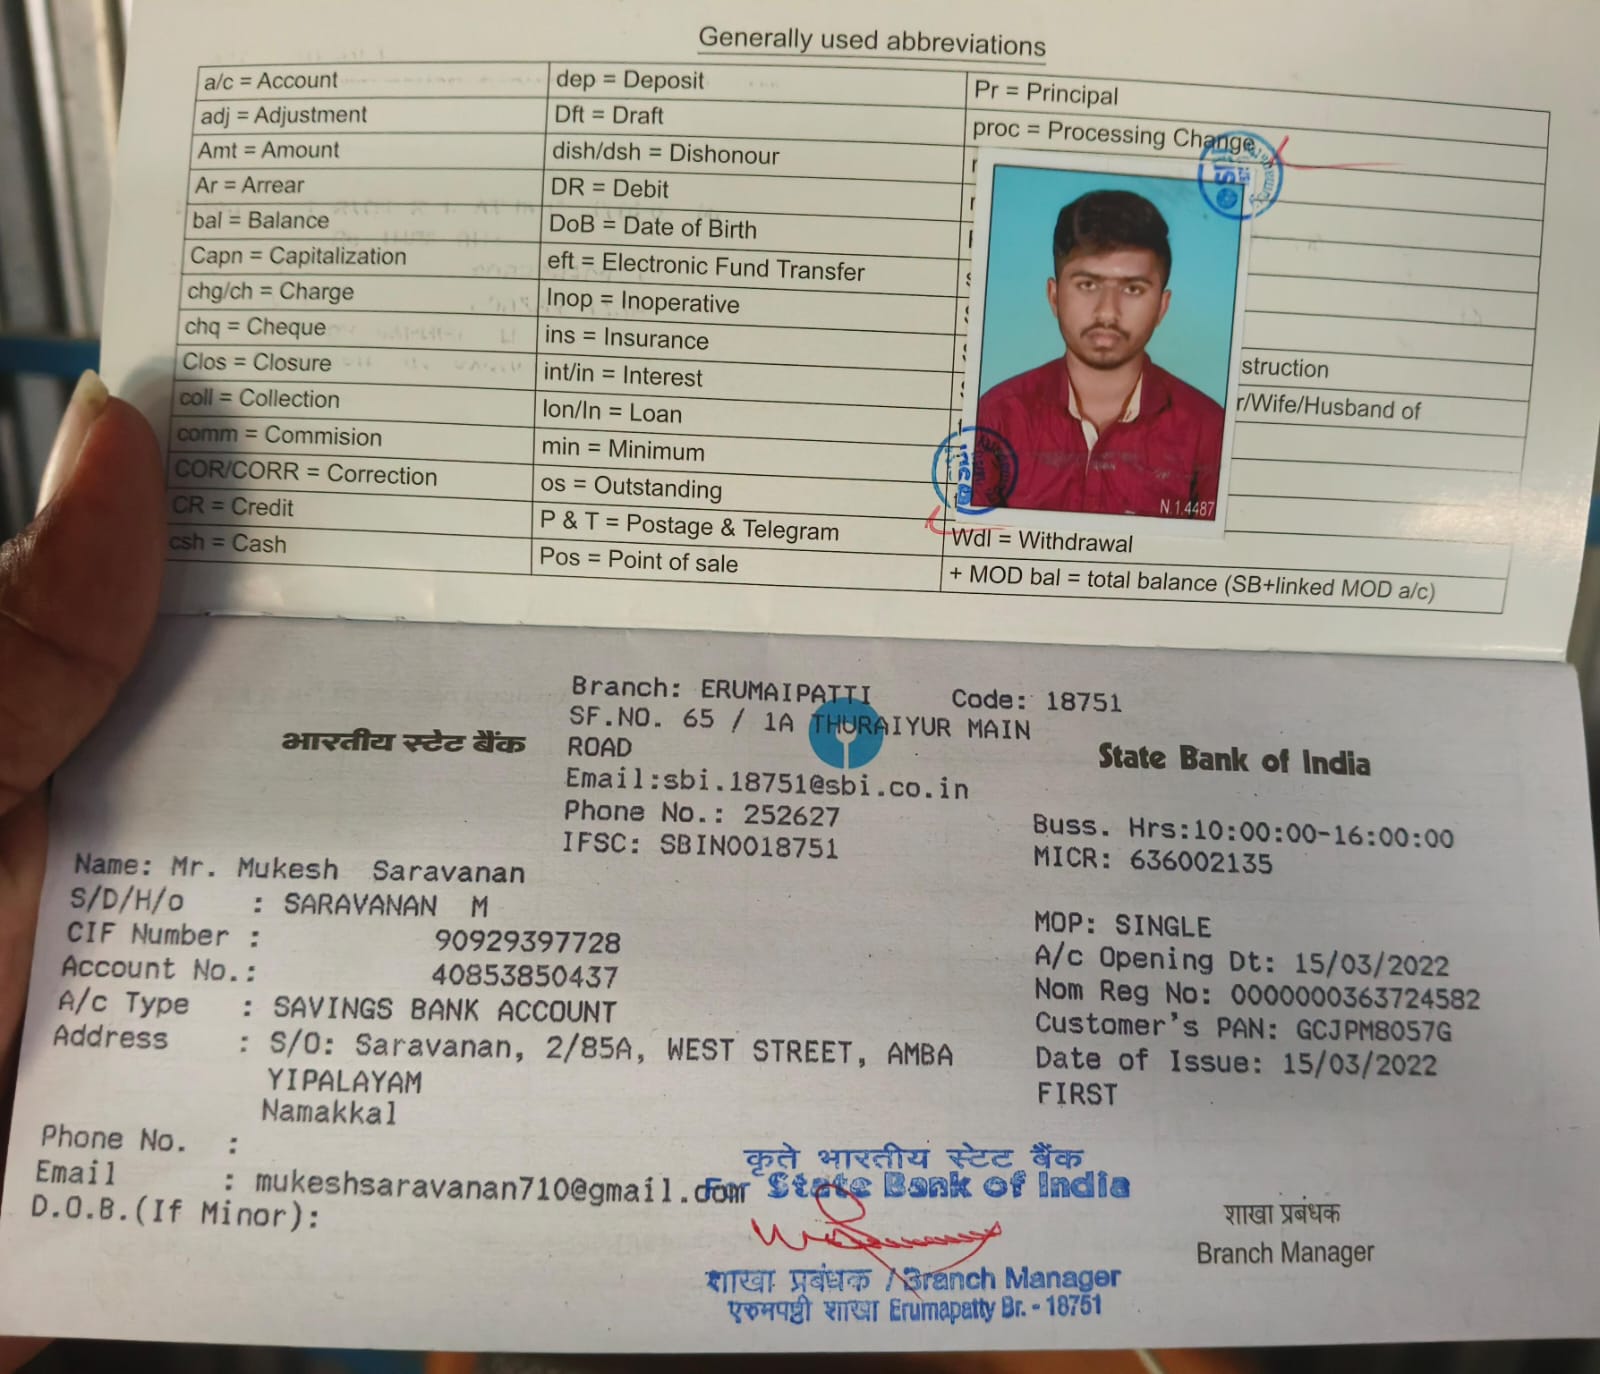 Generally used abbreviations
a/c = Account
adj = Adjustment
Amt = Amount
Ar = Arrear
bal = Balance
Capn = Capitalization
chg/ch = Charge
chq = Cheque
Clos = Closure
coll = Collection
comm = Commision
COR/CORR = Correction
CR = Credit
csh = Cash
dep = Deposit
Dft = Draft
dish/dsh = Dishonour
DR = Debit
DoB = Date of Birth
eft = Electronic Fund Transfer
Inop = Inoperative
ins = Insurance
int/in = Interest
lon/ln = Loan
min = Minimum
os = Outstanding
P & T = Postage & Telegram
Pos = Point of sale
Pr = Principal
proc = Processing Change
struction
r/Wife/Husband of
Wdl = Withdrawal
+ MOD bal = total balance (SB+linked MOD a/c)
N.1.4487
भारतीय स्टेट बैंक
Branch: ERUMAIPATTI Code: 18751
SF.NO. 65 / 1A THURAIYUR MAIN
ROAD
Email:sbi.18751@sbi.co.in
Phone No.: 252627
IFSC: SBIN0018751
State Bank of India
Buss. Hrs:10:00:00-16:00:00
MICR: 636002135
Name: Mr. Mukesh Saravanan
S/D/H/o : SARAVANAN M
CIF Number : 90929397728
Account No.: 40853850437
A/c Type : SAVINGS BANK ACCOUNT
Address : S/O: Saravanan, 2/85A, WEST STREET, AMBA
YIPALAYAM
Namakkal
Phone No. :
Email : mukeshsaravanan710@gmail.com
D.O.B.(If Minor):
MOP: SINGLE
A/c Opening Dt: 15/03/2022
Nom Reg No: 0000000363724582
Customer's PAN: GCJPM8057G
Date of Issue: 15/03/2022
FIRST
कृते भारतीय स्टेट बैंक
For State Bank of India
शाखा प्रबंधक / Branch Manager
एरुमपट्टी शाखा Erumapatty Br. - 18751
शाखा प्रबंधक
Branch Manager